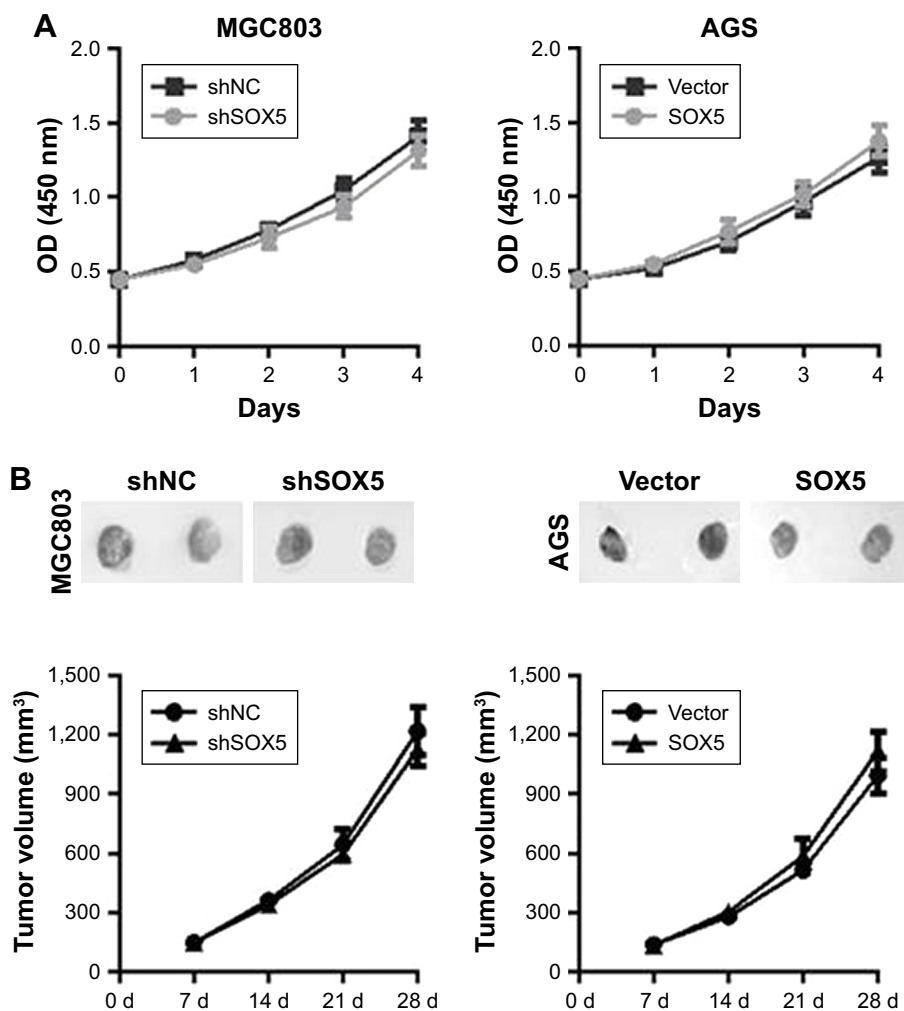 A
MGC803
2.0
1.5
1.0
0.5
0.0
OD (450 nm)
shNC
shSOX5
0 1 2 3 4
Days
AGS
2.0
1.5
1.0
0.5
0.0
OD (450 nm)
Vector
SOX5
0 1 2 3 4
Days
B
MGC803
shNC shSOX5
AGS
Vector SOX5
1,500
1,200
900
600
300
0
Tumor volume (mm³)
shNC
shSOX5
0 d 7 d 14 d 21 d 28 d
1,500
1,200
900
600
300
0
Tumor volume (mm³)
Vector
SOX5
0 d 7 d 14 d 21 d 28 d